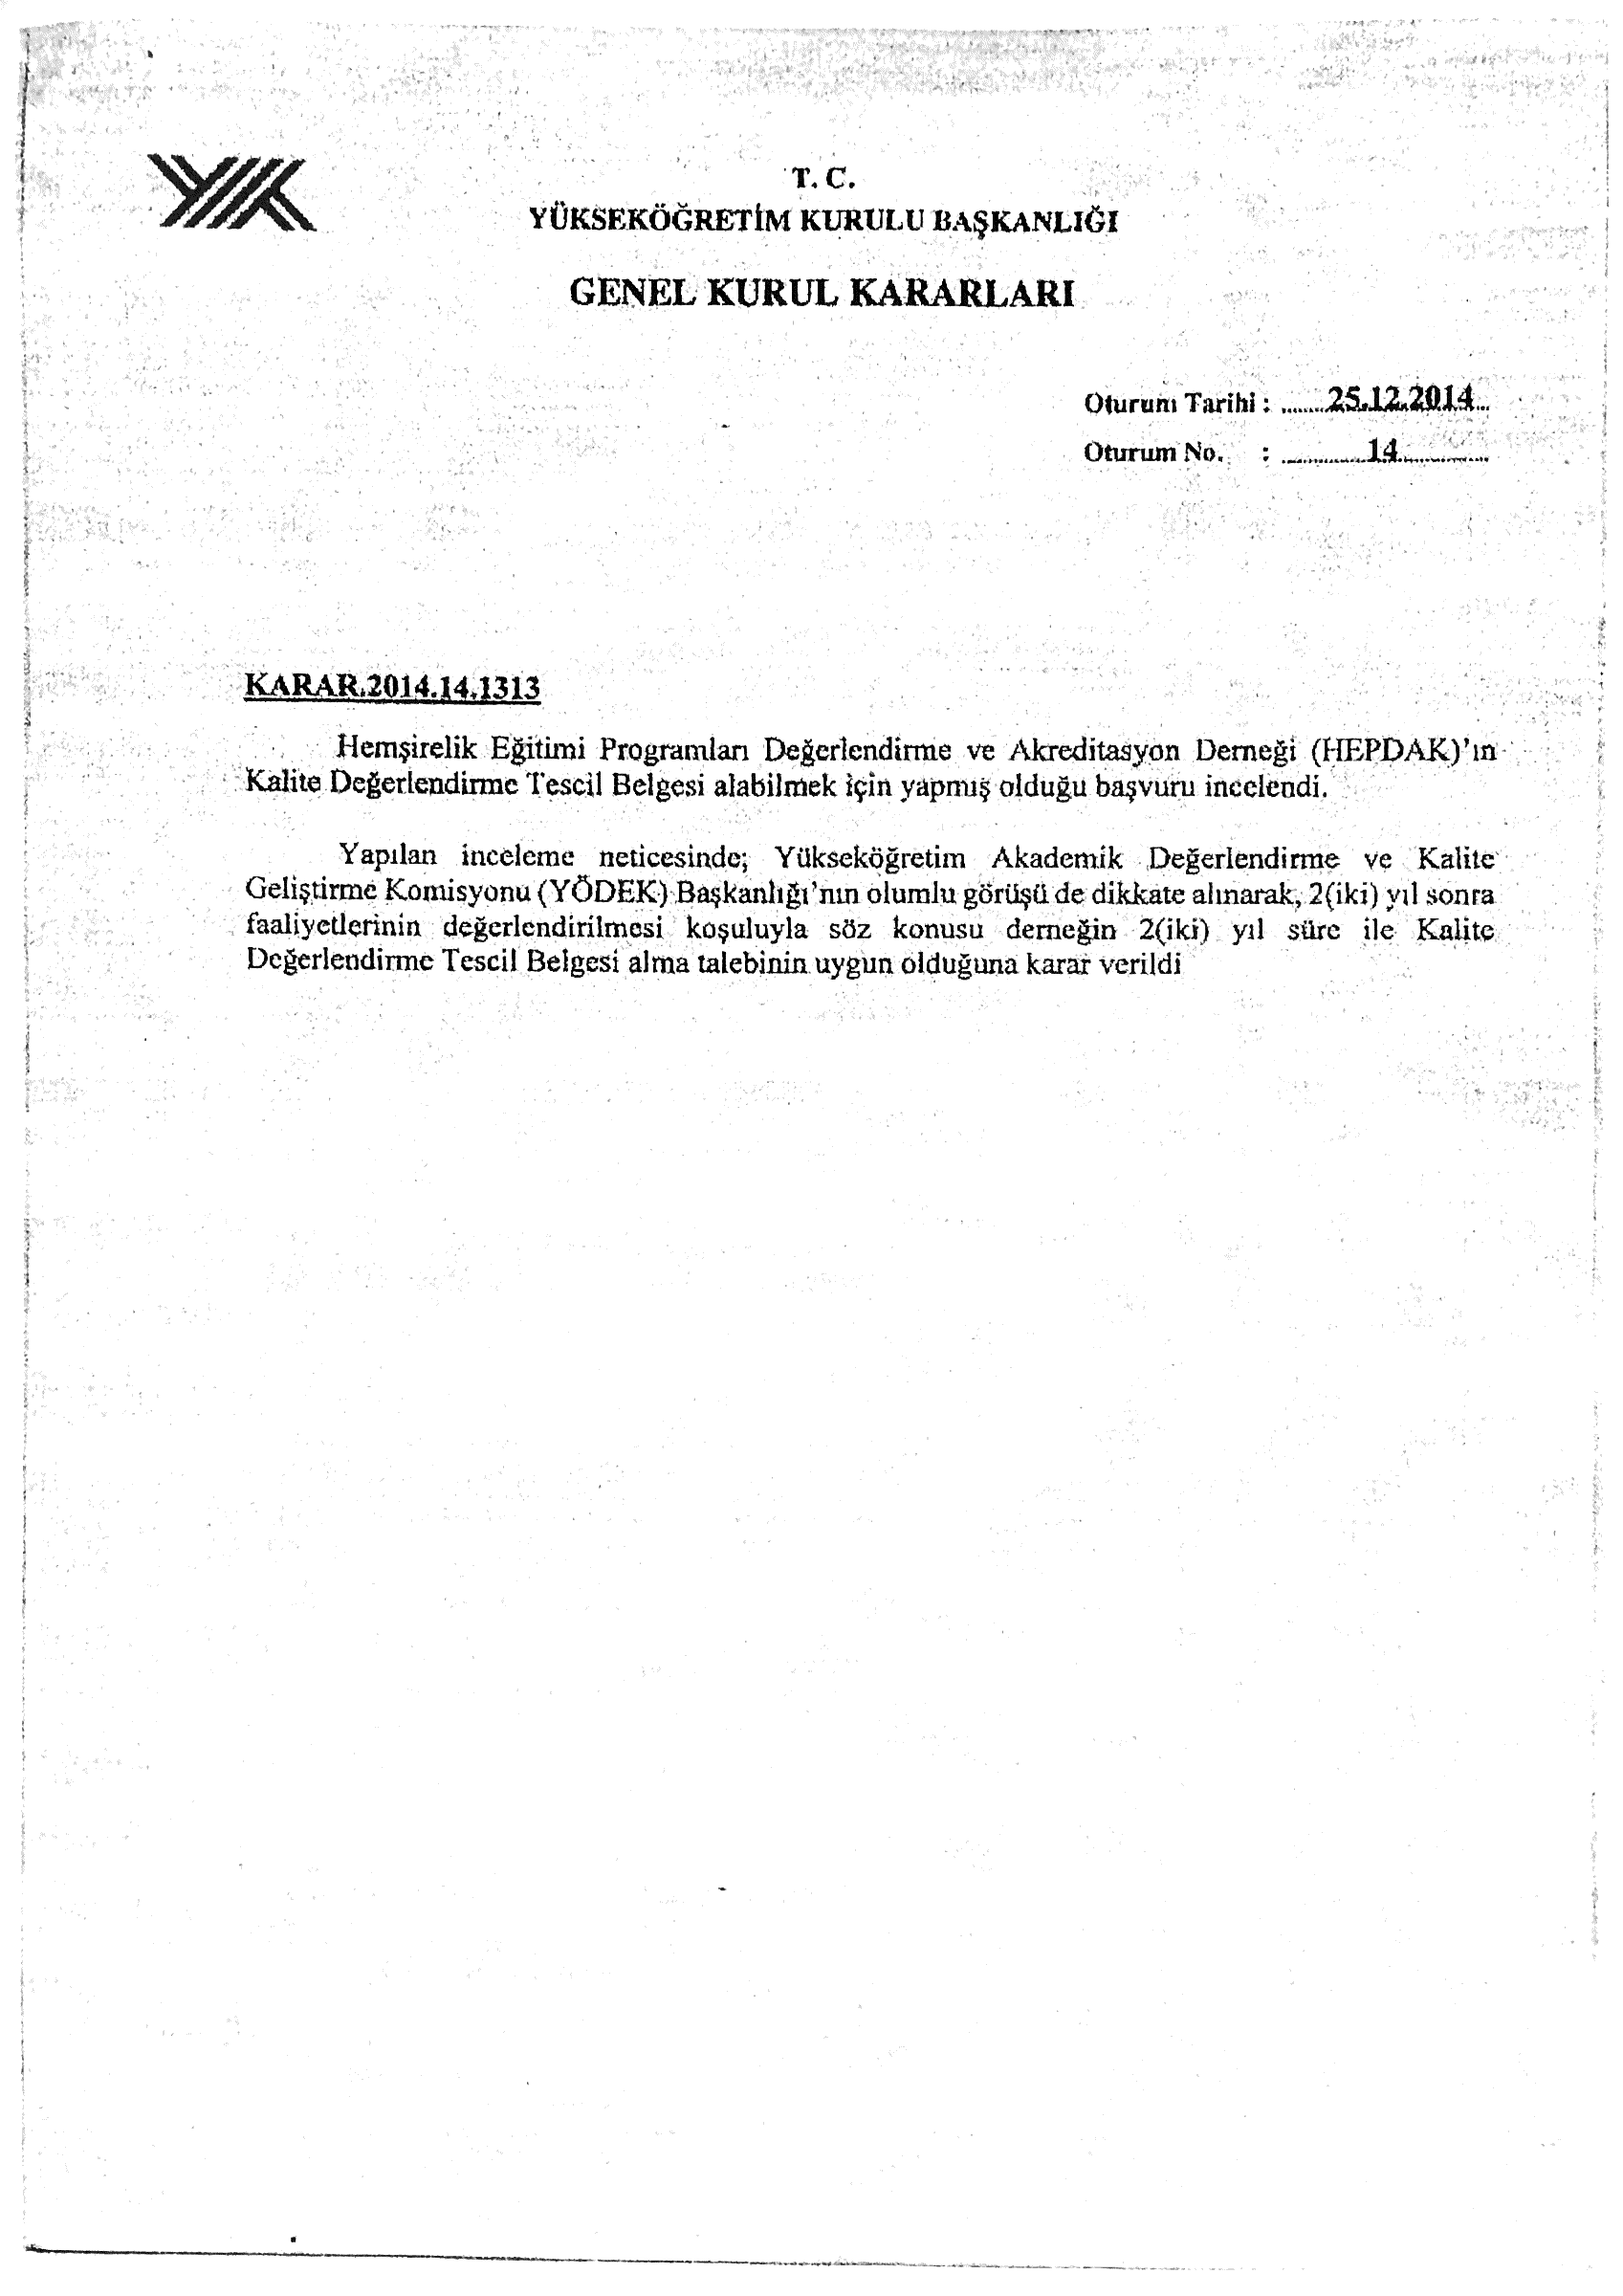 T. C.
YÜKSEKÖĞRETİM KURULU BAŞKANLIĞI
GENEL KURUL KARARLARI
Oturum Tarihi : ........25.12.2014...
Oturum No. : ................14.................
KARAR.2014.14.1313
Hemşirelik Eğitimi Programları Değerlendirme ve Akreditasyon Derneği (HEPDAK)'ın
Kalite Değerlendirme Tescil Belgesi alabilmek için yapmış olduğu başvuru incelendi.
Yapılan inceleme neticesinde; Yükseköğretim Akademik Değerlendirme ve Kalite
Geliştirme Komisyonu (YÖDEK) Başkanlığı'nın olumlu görüşü de dikkate alınarak, 2(iki) yıl sonra
faaliyetlerinin değerlendirilmesi koşuluyla söz konusu derneğin 2(iki) yıl süre ile Kalite
Değerlendirme Tescil Belgesi alma talebinin uygun olduğuna karar verildi